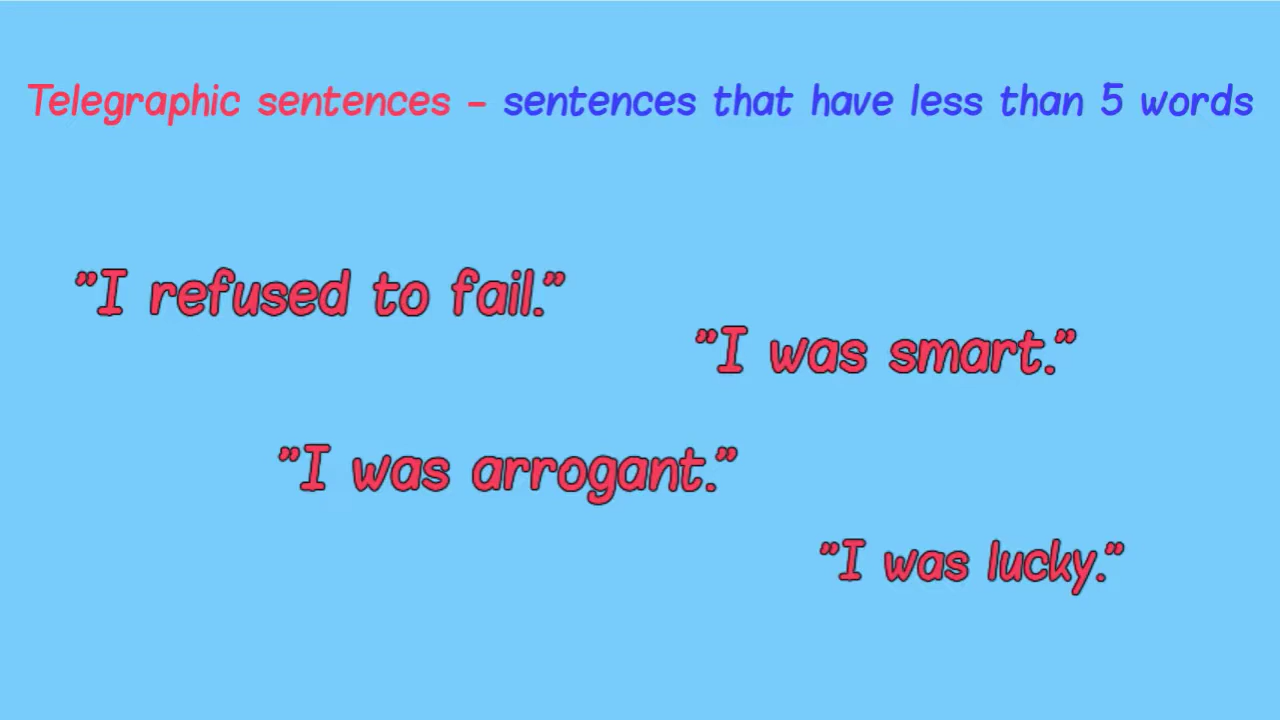 Telegraphic sentences - sentences that have less than 5 words
"I refused to fail."
"I was smart."
"I was arrogant."
"I was lucky."